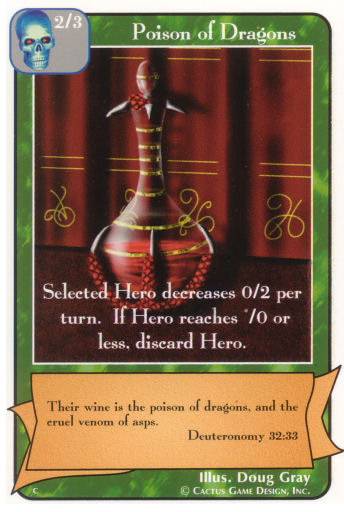 2/3
Poison of Dragons
Selected Hero decreases 0/2 per
turn. If Hero reaches */0 or
less, discard Hero.
Their wine is the poison of dragons, and the
cruel venom of asps.
Deuteronomy 32:33
Illus. Doug Gray
C
© Cactus Game Design, Inc.